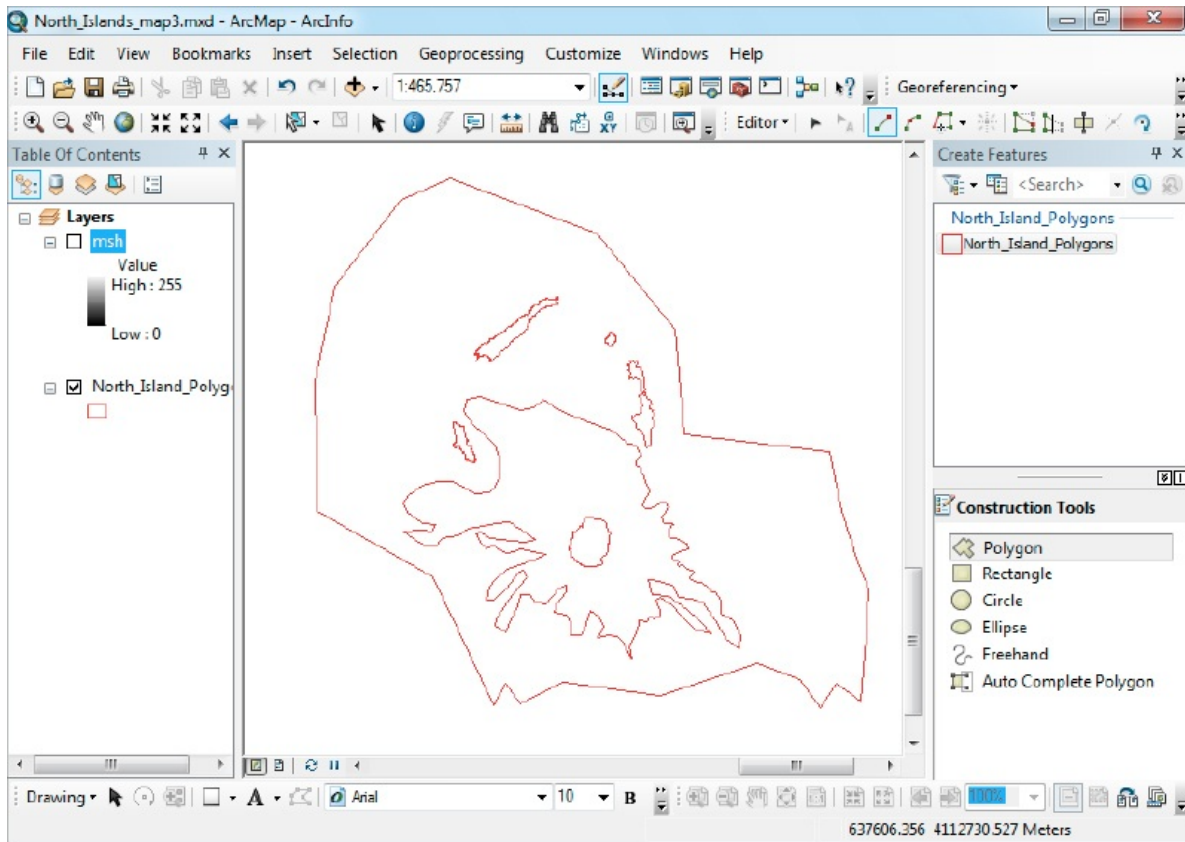 North_Islands_map3.mxd - ArcMap - ArcInfo
File Edit View Bookmarks Insert Selection Geoprocessing Customize Windows Help
1:465.757
Georeferencing
Editor
Table Of Contents
Layers
msh
Value
High : 255
Low : 0
North_Island_Polyg
Create Features
<Search>
North_Island_Polygons
North_Island_Polygons
Construction Tools
Polygon
Rectangle
Circle
Ellipse
Freehand
Auto Complete Polygon
Drawing A Arial 10 B 100%
637606.356 4112730.527 Meters